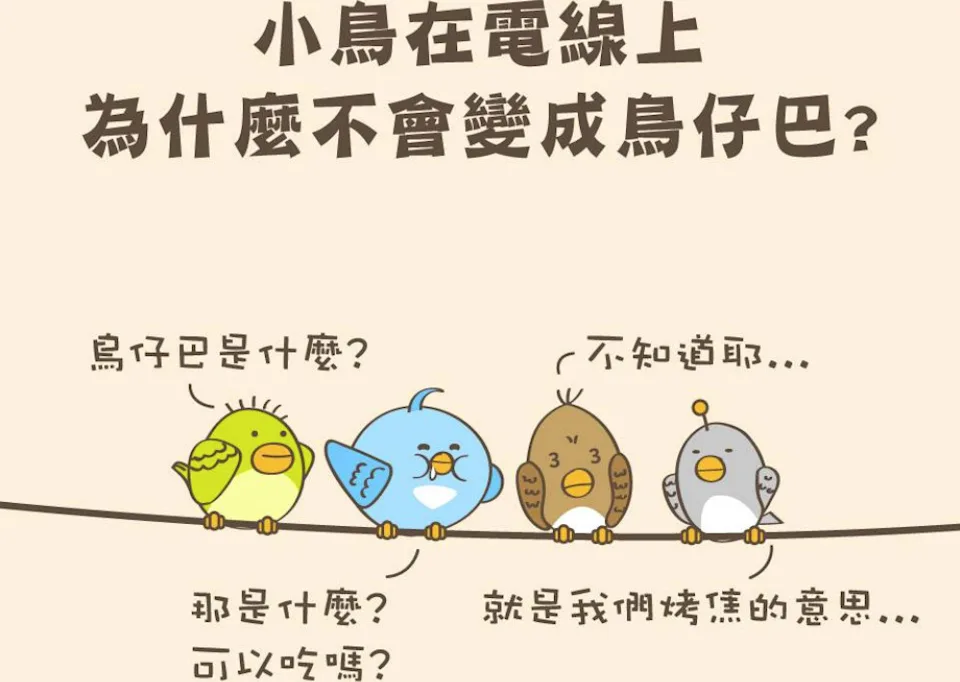 小鳥在電線上
為什麼不會變成鳥仔巴?
鳥仔巴是什麼?
不知道耶...
那是什麼?
可以吃嗎?
就是我們烤焦的意思...